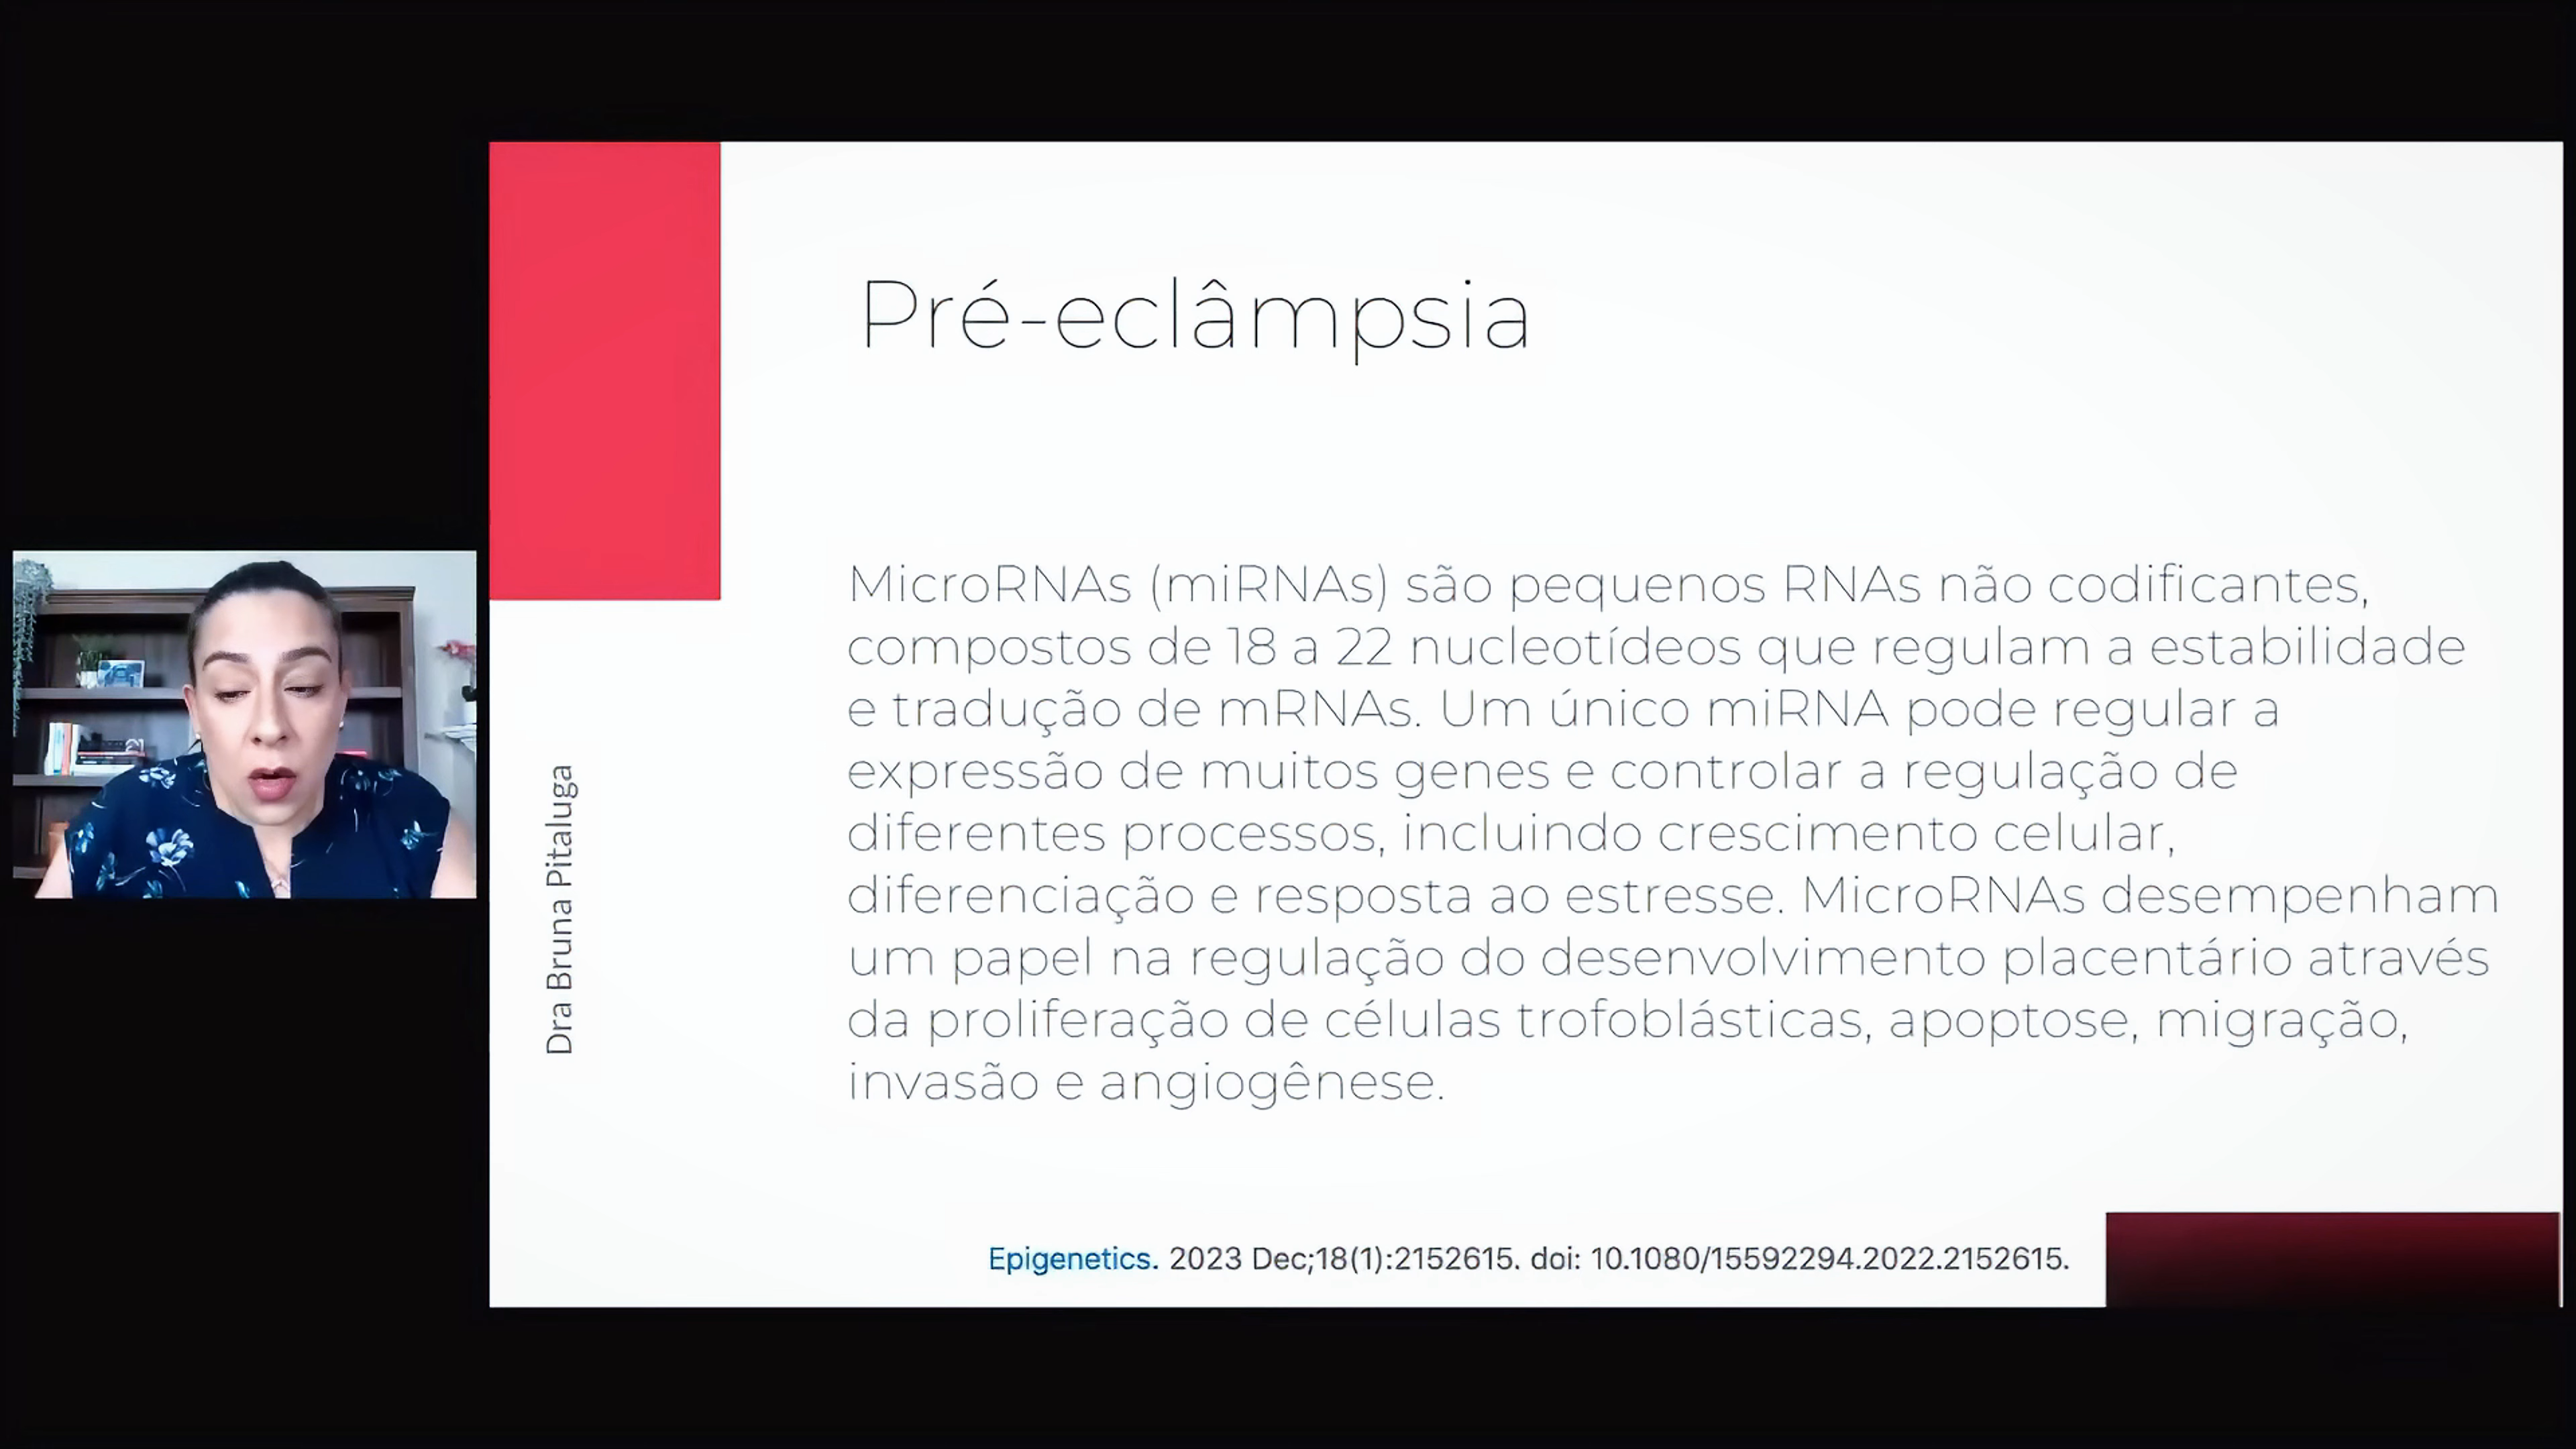 Pré-eclâmpsia
MicroRNAs (miRNAs) são pequenos RNAs não codificantes,
compostos de 18 a 22 nucleotídeos que regulam a estabilidade
e tradução de mRNAs. Um único miRNA pode regular a
expressão de muitos genes e controlar a regulação de
diferentes processos, incluindo crescimento celular,
diferenciação e resposta ao estresse. MicroRNAs desempenham
um papel na regulação do desenvolvimento placentário através
da proliferação de células trofoblásticas, apoptose, migração,
invasão e angiogênese.
Dra Bruna Pitaluga
Epigenetics. 2023 Dec;18(1):2152615. doi: 10.1080/15592294.2022.2152615.